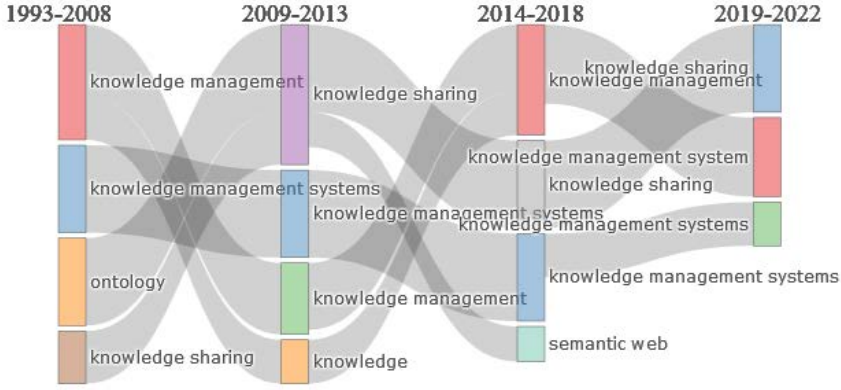 1993-2008
2009-2013
2014-2018
2019-2022
knowledge management
knowledge management systems
ontology
knowledge sharing
knowledge sharing
knowledge management systems
knowledge management
knowledge
knowledge management
knowledge sharing
knowledge management systems
semantic web
knowledge sharing
knowledge management system
knowledge management systems